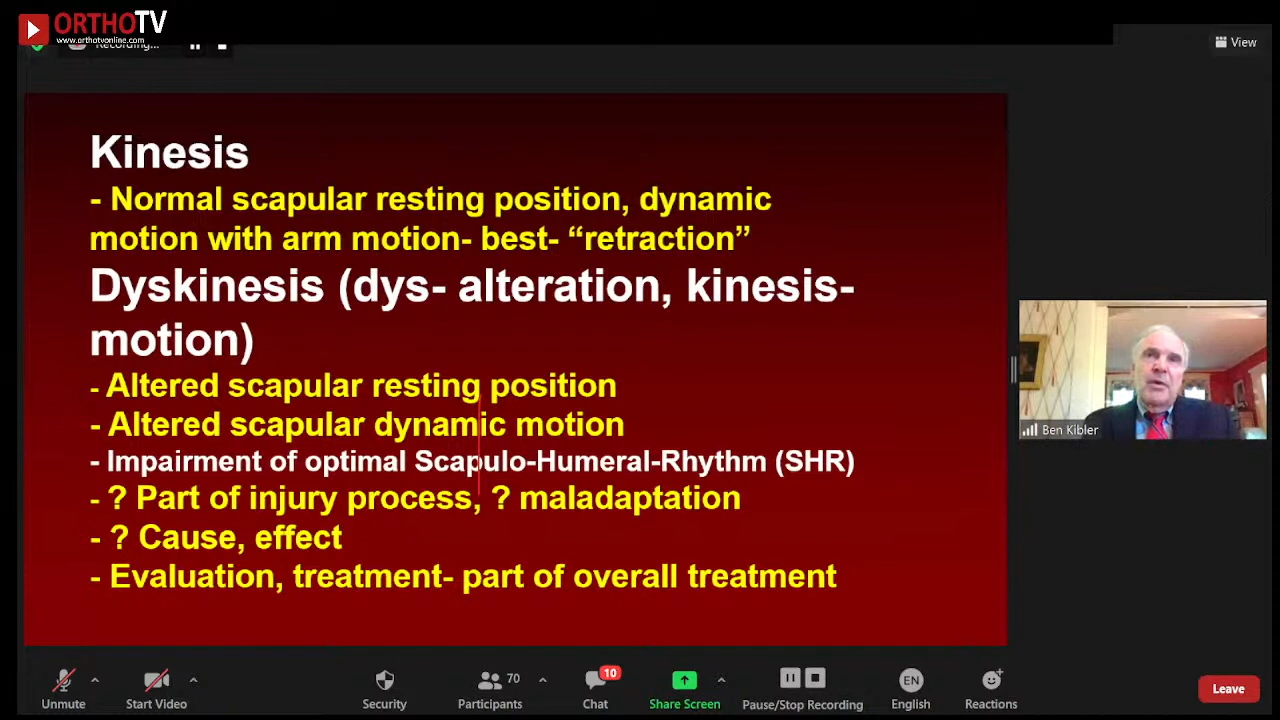 ORTHOTV
www.orthotvonline.com
Recording...
View
Kinesis
- Normal scapular resting position, dynamic
motion with arm motion- best- “retraction”
Dyskinesis (dys- alteration, kinesis-
motion)
- Altered scapular resting position
- Altered scapular dynamic motion
- Impairment of optimal Scapulo-Humeral-Rhythm (SHR)
- ? Part of injury process, ? maladaptation
- ? Cause, effect
- Evaluation, treatment- part of overall treatment
Ben Kibler
Unmute
Start Video
Security
70
Participants
10
Chat
Share Screen
Pause/Stop Recording
EN
English
Reactions
Leave